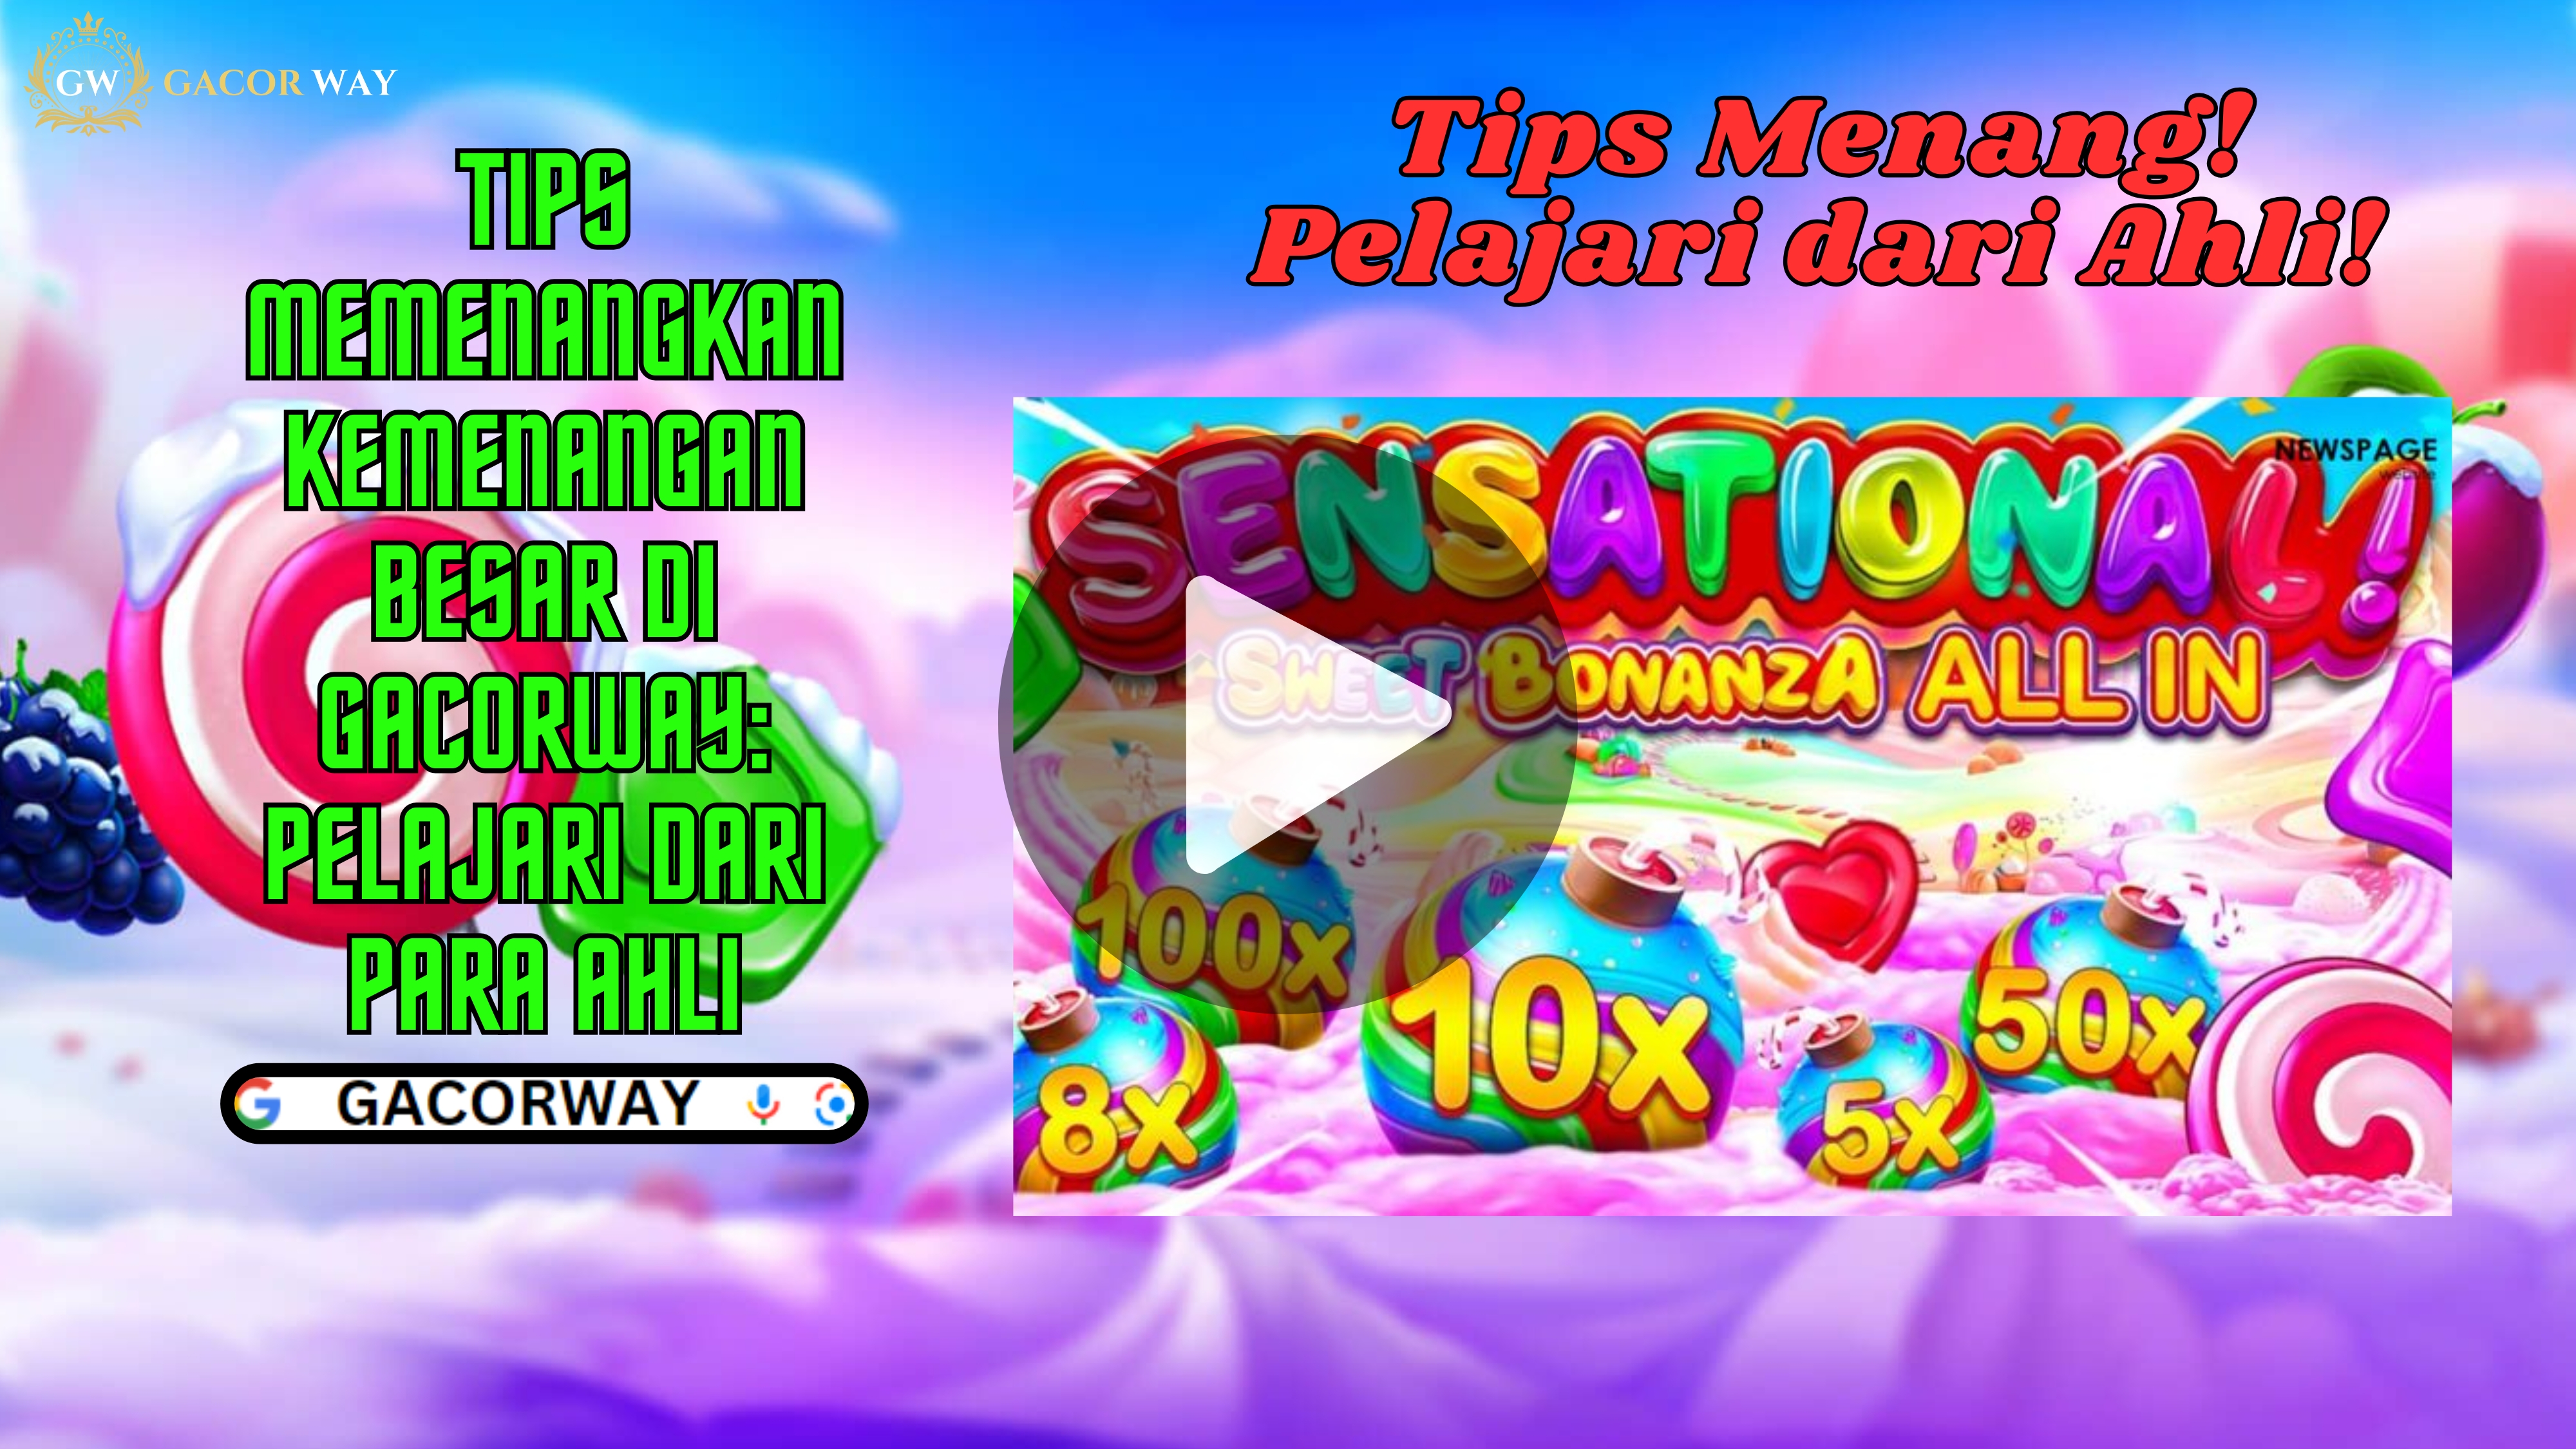 GW GACOR WAY
TIPS
MEMENANGKAN
KEMENANGAN
BESAR DI
GACORWAY:
PELAJARI DARI
PARA AHLI
GACORWAY
Tips Menang!
Pelajari dari Ahli!
NEWSPAGE
website
SENSATIONAL!
SWEET BONANZA ALL IN
100x
10x
50x
8x
5x